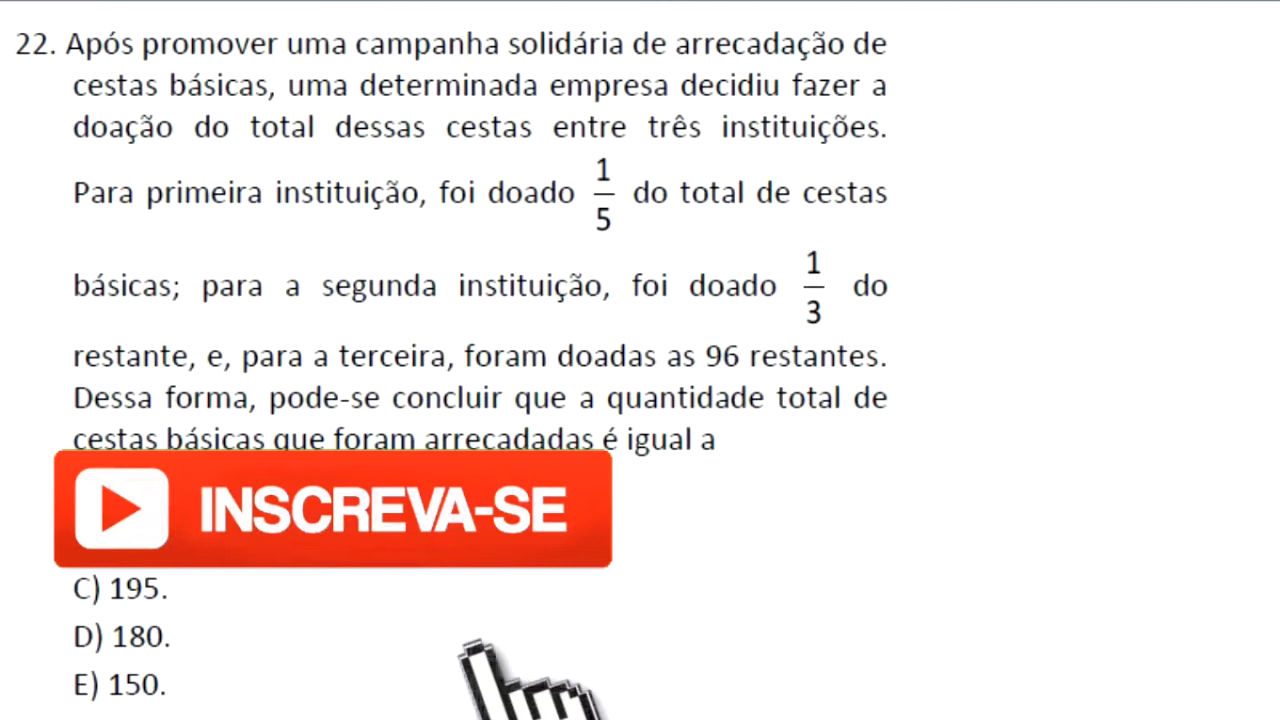 22. Após promover uma campanha solidária de arrecadação de
cestas básicas, uma determinada empresa decidiu fazer a
doação do total dessas cestas entre três instituições.
Para primeira instituição, foi doado 1/5 do total de cestas
básicas; para a segunda instituição, foi doado 1/3 do
restante, e, para a terceira, foram doadas as 96 restantes.
Dessa forma, pode-se concluir que a quantidade total de
cestas básicas que foram arrecadadas é igual a
INSCREVA-SE
C) 195.
D) 180.
E) 150.